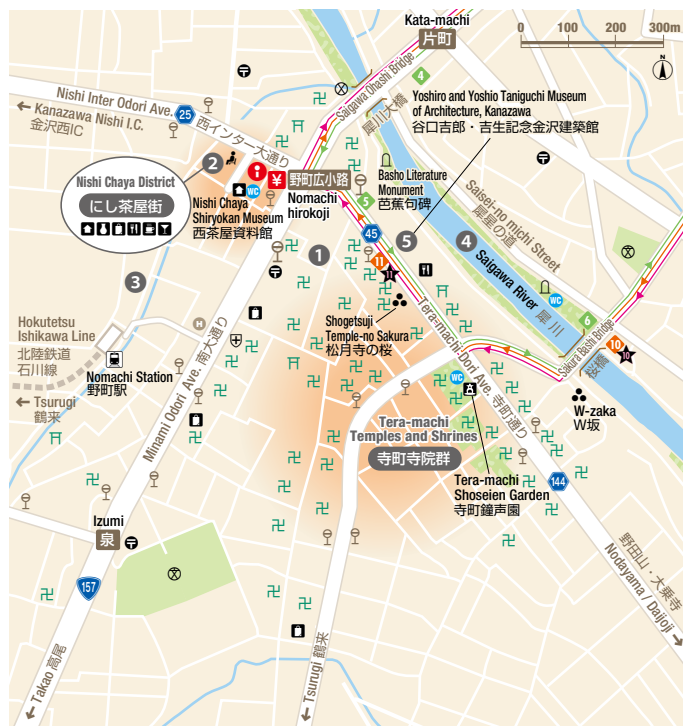 Kata-machi
片町
0 100 200 300m
N
Saigawa Ohashi Bridge
犀川大橋
4
Yoshiro and Yoshio Taniguchi Museum
of Architecture, Kanazawa
谷口吉郎・吉生記念金沢建築館
Nishi Inter Odori Ave.
西インター大通り
25
Kanazawa Nishi I.C.
金沢西IC
2
Nishi Chaya District
にし茶屋街
WC
¥
野町広小路
Nomachi
hirokoji
Nishi Chaya
Shiryokan Museum
西茶屋資料館
Basho Literature
Monument
芭蕉句碑
Saisei-no michi Street
犀星の道
5
45
5
4
Saigawa River
犀川
WC
1
11
11
3
Shogetsuji
Temple-no Sakura
松月寺の桜
6
Sakura Bashi Bridge
桜橋
10
10
Hokutetsu
Ishikawa Line
北陸鉄道
石川線
H
Nomachi Station
野町駅
Tsurugi
鶴来
Minami Odori Ave. 南大通り
Tera-machi-Dori Ave. 寺町通り
WC
W-zaka
W坂
Tera-machi
Temples and Shrines
寺町寺院群
Tera-machi
Shoseien Garden
寺町鐘声園
144
Izumi
泉
文
157
野田山・大乗寺
Nodayama / Daijoji
Takao 高尾
Tsurugi 鶴来